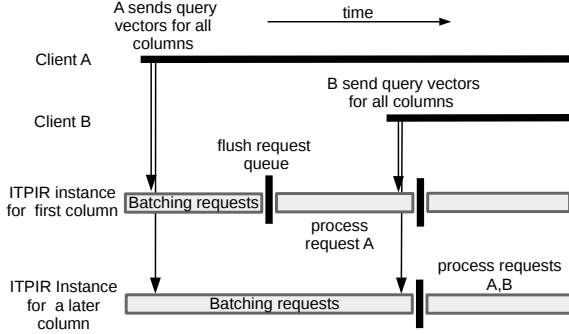 A sends query
vectors for all
columns
time
Client A
B send query vectors
for all columns
Client B
flush request
queue
ITPIR instance
for first column
Batching requests
process
request A
ITPIR Instance
for a later
column
Batching requests
process requests
A,B